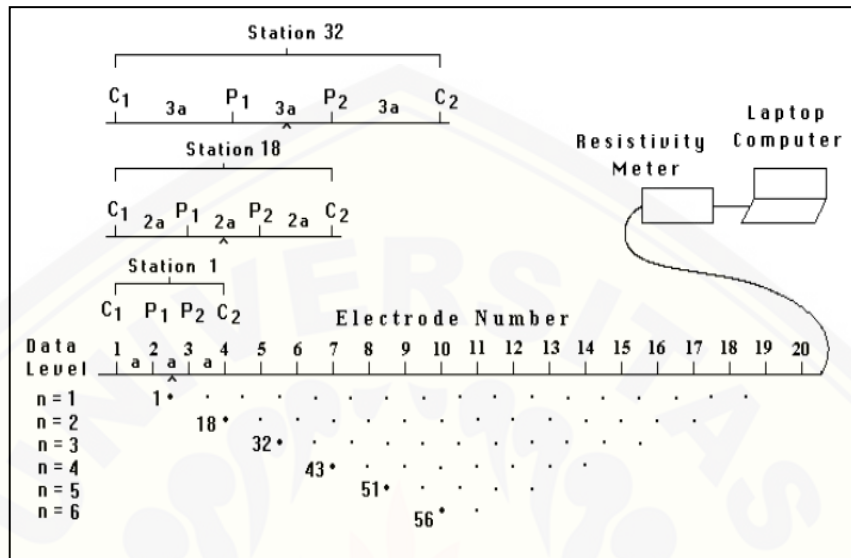 Station 32
C1 3a P1 3a P2 3a C2
Station 18
C1 2a P1 2a P2 2a C2
Station 1
C1 P1 P2 C2
Resistivity Meter
Laptop Computer
Electrode Number
Data Level
1 2 3 4 5 6 7 8 9 10 11 12 13 14 15 16 17 18 19 20
a a a
n = 1 1
n = 2 18
n = 3 32
n = 4 43
n = 5 51
n = 6 56
UNIVERSITAS